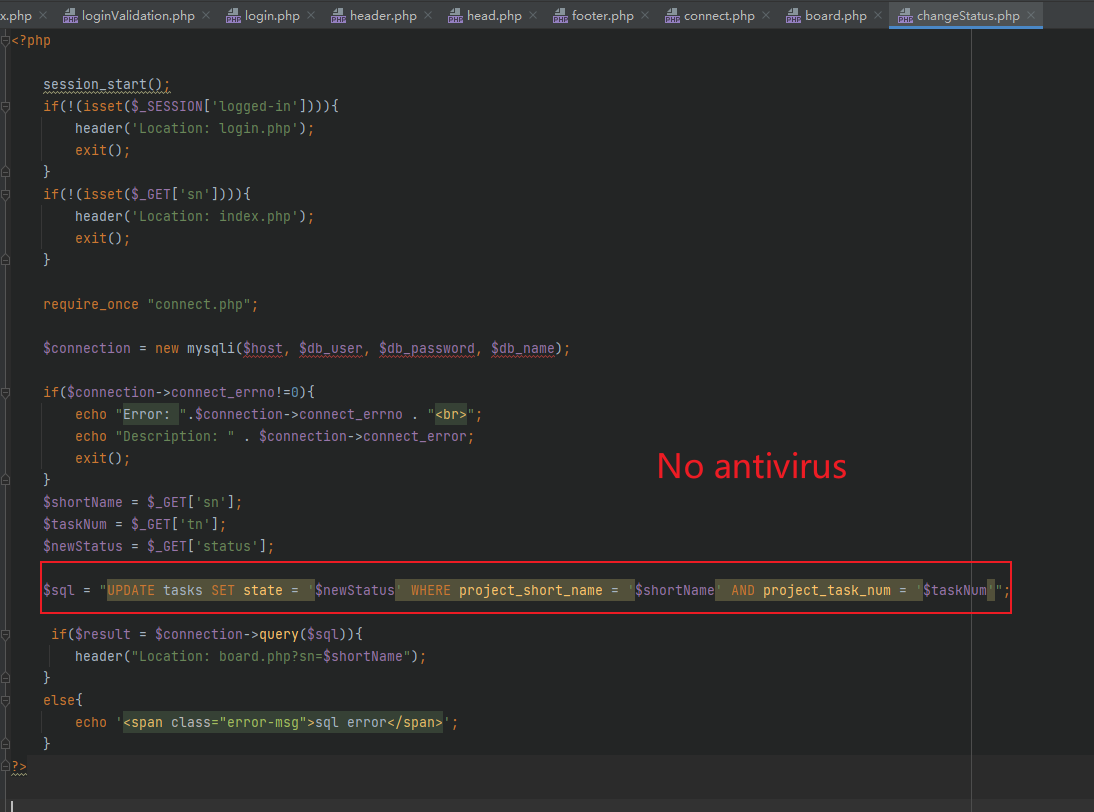 x.php loginValidation.php login.php header.php head.php footer.php connect.php board.php changeStatus.php
<?php
session_start();
if(!(isset($_SESSION['logged-in']))){
header('Location: login.php');
exit();
}
if(!(isset($_GET['sn']))){
header('Location: index.php');
exit();
}
require_once "connect.php";
$connection = new mysqli($host, $db_user, $db_password, $db_name);
if($connection->connect_errno!=0){
echo "Error: ".$connection->connect_errno . "<br>";
echo "Description: " . $connection->connect_error;
exit();
}
No antivirus
$shortName = $_GET['sn'];
$taskNum = $_GET['tn'];
$newStatus = $_GET['status'];
$sql = "UPDATE tasks SET state = '$newStatus' WHERE project_short_name = '$shortName' AND project_task_num = '$taskNum'";
if($result = $connection->query($sql)){
header("Location: board.php?sn=$shortName");
}
else{
echo '<span class="error-msg">sql error</span>';
}
?>